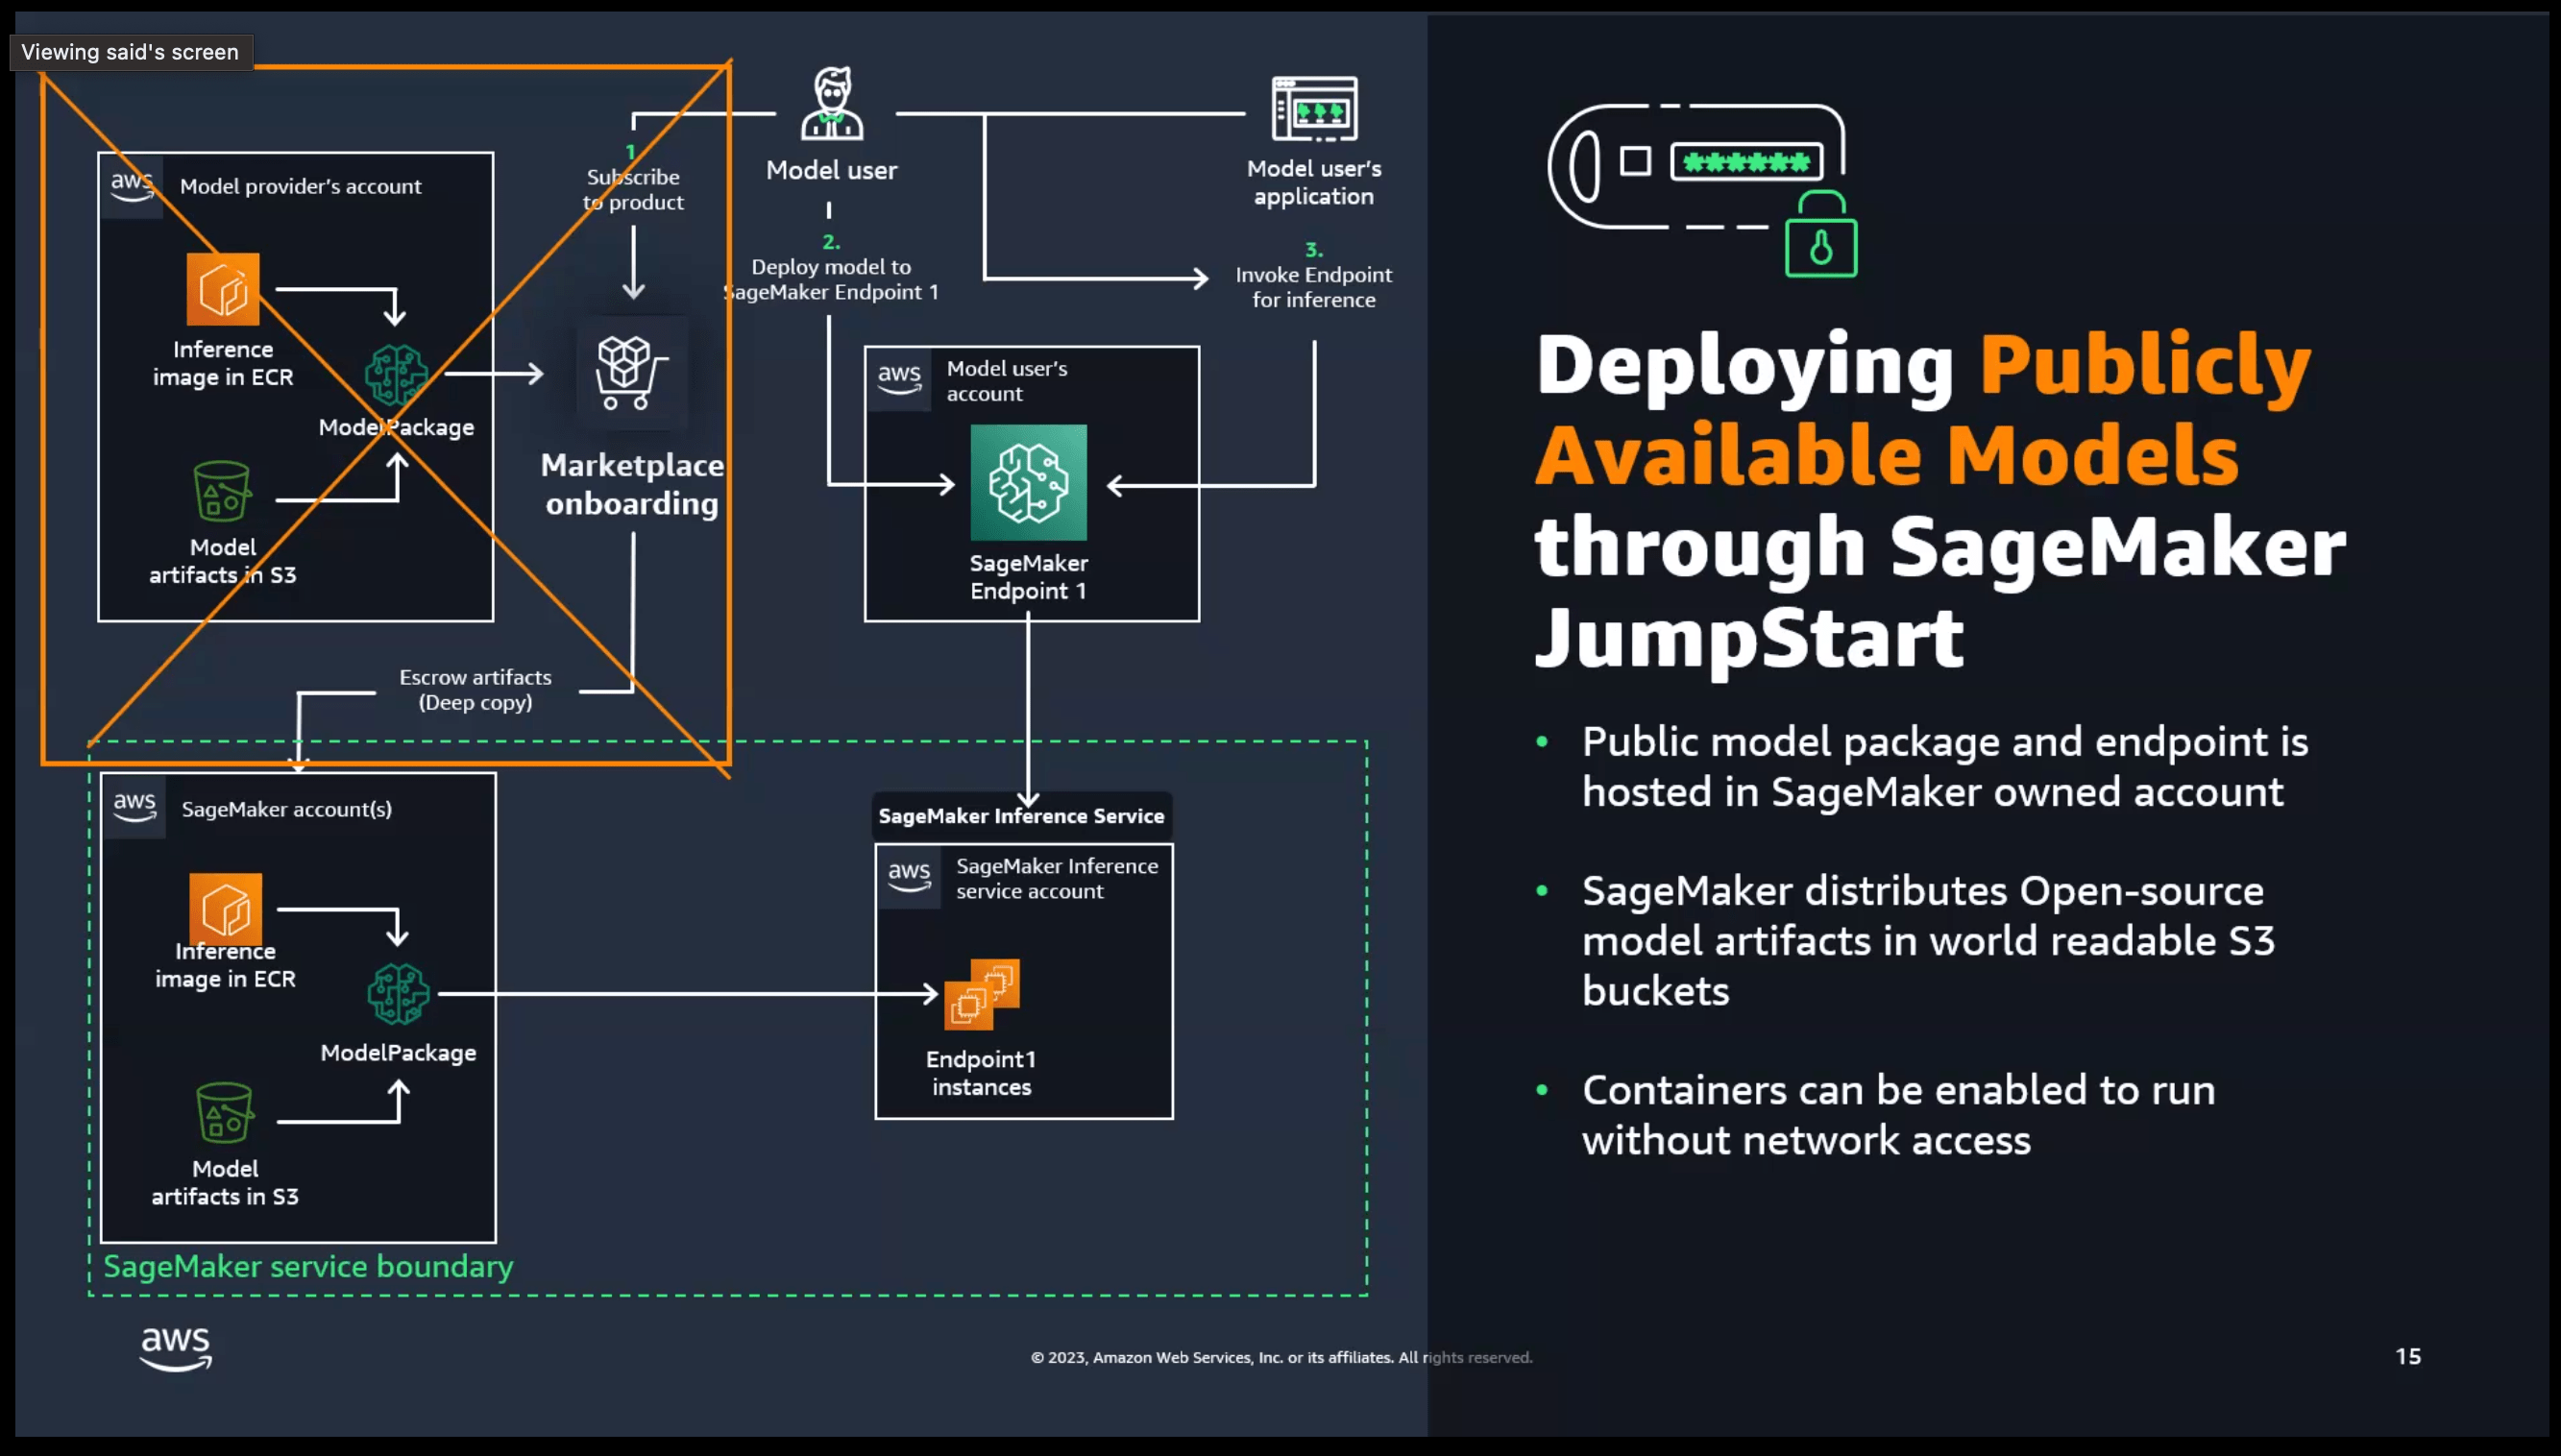 Viewing said's screen
aws
Model provider's account
Inference
image in ECR
ModelPackage
Model
artifacts in S3
1
Subscribe
to product
Marketplace
onboarding
Escrow artifacts
(Deep copy)
Model user
2.
Deploy model to
SageMaker Endpoint 1
Model user's
application
3.
Invoke Endpoint
for inference
aws
Model user's
account
SageMaker
Endpoint 1
aws
SageMaker account(s)
Inference
image in ECR
ModelPackage
Model
artifacts in S3
SageMaker service boundary
SageMaker Inference Service
aws
SageMaker Inference
service account
Endpoint1
instances
******
Deploying Publicly
Available Models
through SageMaker
JumpStart
• Public model package and endpoint is
hosted in SageMaker owned account
• SageMaker distributes Open-source
model artifacts in world readable S3
buckets
• Containers can be enabled to run
without network access
aws
© 2023, Amazon Web Services, Inc. or its affiliates. All rights reserved.
15